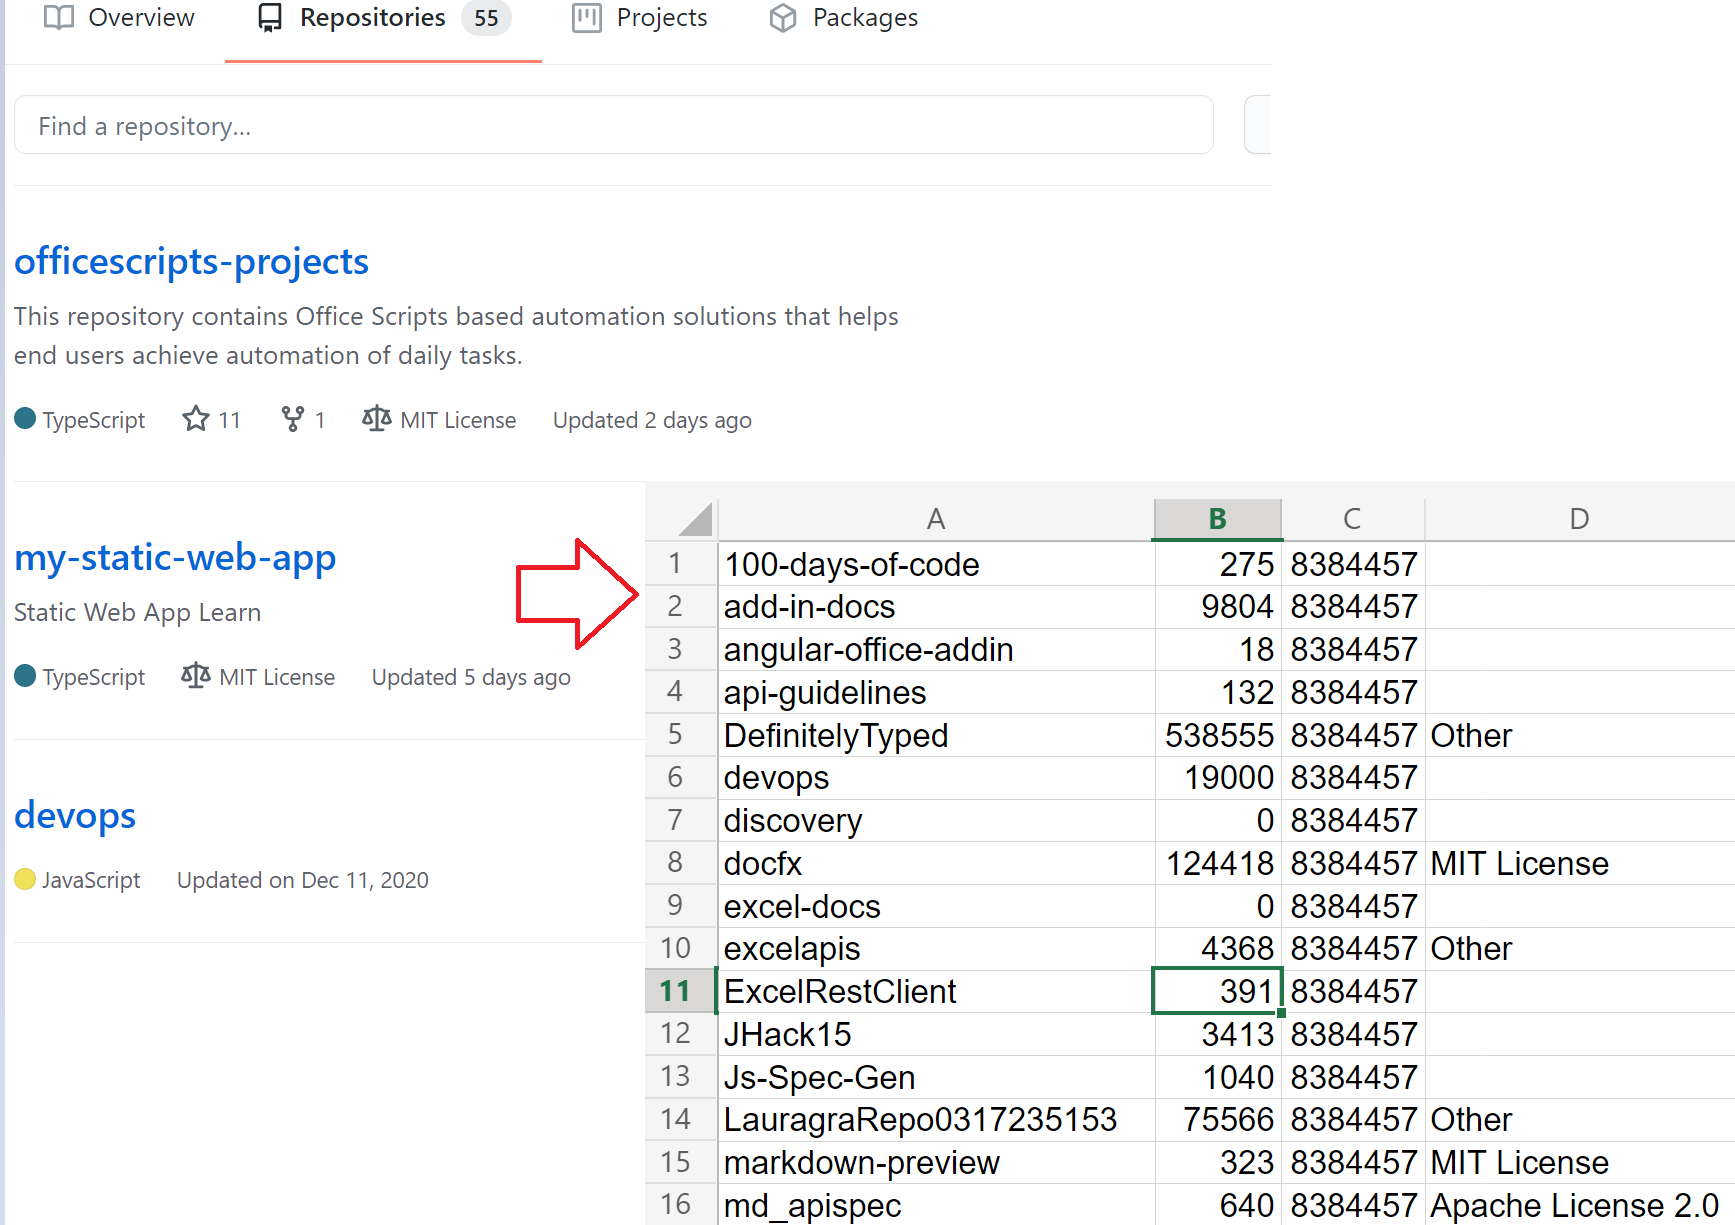 Overview Repositories 55 Projects Packages
Find a repository...
officescripts-projects
This repository contains Office Scripts based automation solutions that helps
end users achieve automation of daily tasks.
TypeScript 11 1 MIT License Updated 2 days ago
my-static-web-app
Static Web App Learn
TypeScript MIT License Updated 5 days ago
devops
JavaScript Updated on Dec 11, 2020
A B C D
1 100-days-of-code 275 8384457
2 add-in-docs 9804 8384457
3 angular-office-addin 18 8384457
4 api-guidelines 132 8384457
5 DefinitelyTyped 538555 8384457 Other
6 devops 19000 8384457
7 discovery 0 8384457
8 docfx 124418 8384457 MIT License
9 excel-docs 0 8384457
10 excelapis 4368 8384457 Other
11 ExcelRestClient 391 8384457
12 JHack15 3413 8384457
13 Js-Spec-Gen 1040 8384457
14 LauragraRepo0317235153 75566 8384457 Other
15 markdown-preview 323 8384457 MIT License
16 md_apispec 640 8384457 Apache License 2.0